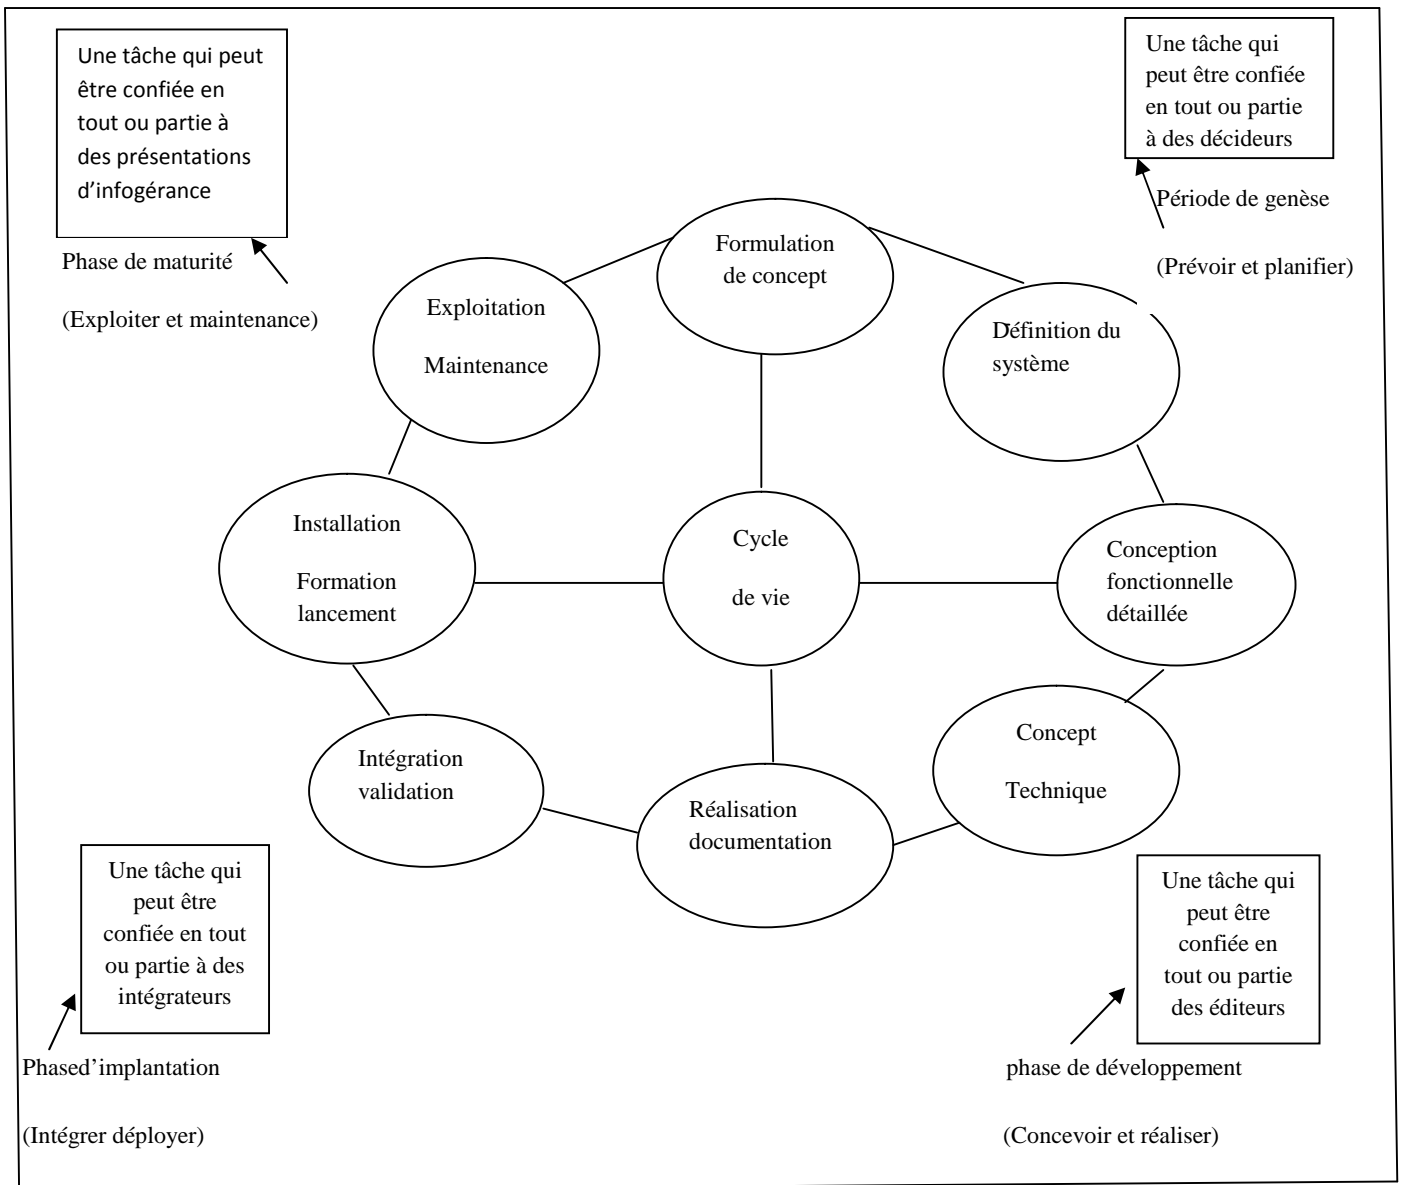 Une tâche qui peut
être confiée en
tout ou partie à
des présentations
d'infogérance
Phase de maturité
(Exploiter et maintenance)
Une tâche qui
peut être confiée
en tout ou partie
à des décideurs
Période de genèse
(Prévoir et planifier)
Formulation
de concept
Exploitation
Maintenance
Définition du
système
Installation
Formation
lancement
Cycle
de vie
Conception
fonctionnelle
détaillée
Intégration
validation
Réalisation
documentation
Concept
Technique
Une tâche qui
peut être
confiée en tout
ou partie à des
intégrateurs
Phased'implantation
(Intégrer déployer)
Une tâche qui
peut être
confiée en
tout ou partie
des éditeurs
phase de développement
(Concevoir et réaliser)